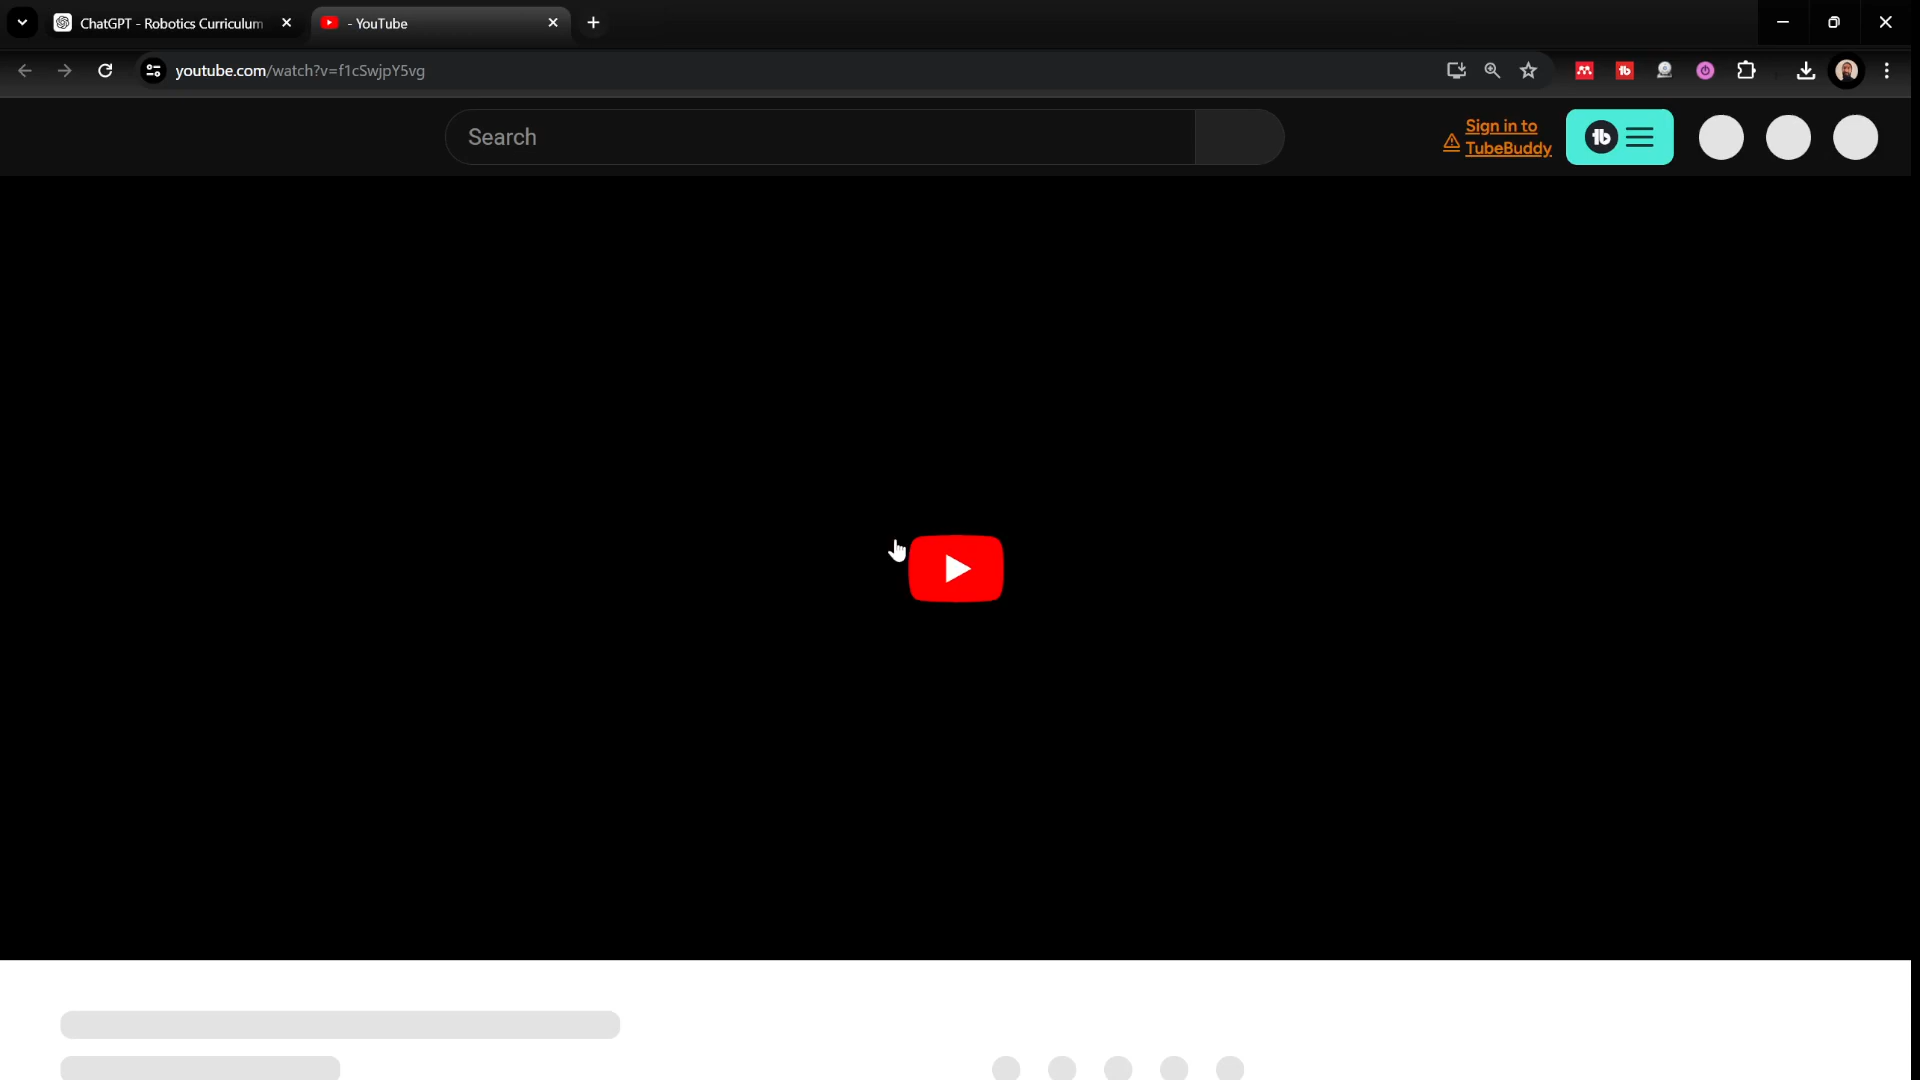 ChatGPT - Robotics Curriculum
- YouTube
youtube.com/watch?v=f1cSwjpY5vg
Search
Sign in to
TubeBuddy